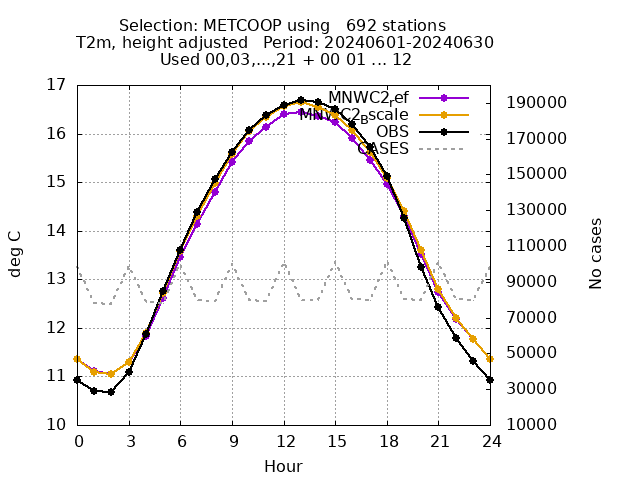 Selection: METCOOP using   692 stations
T2m, height adjusted   Period: 20240601-20240630
Used 00,03,...,21 + 00 01 ... 12
17
16
15
14
13
12
11
10
deg C
MNWC2ref
MNWC2Bscale
OBS
CASES
190000
170000
150000
130000
110000
90000
70000
50000
30000
10000
No cases
0 3 6 9 12 15 18 21 24
Hour